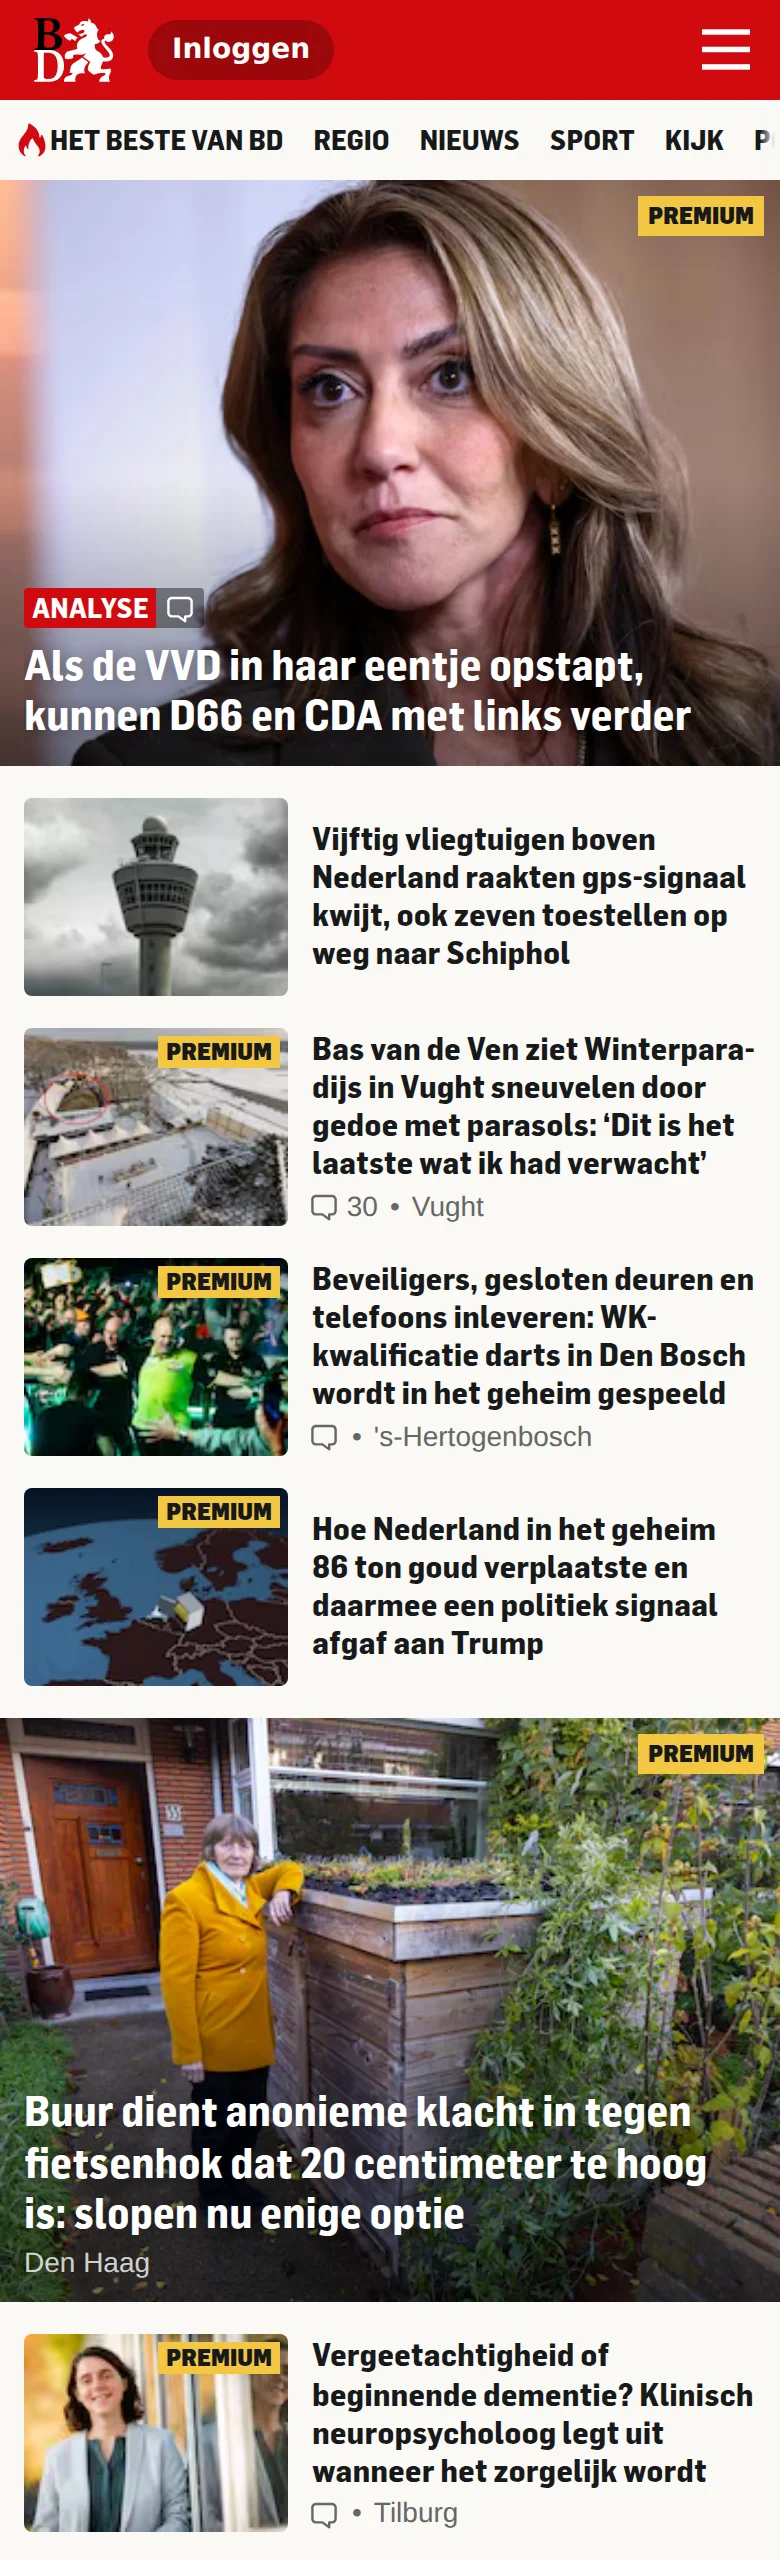 BD
Inloggen
HET BESTE VAN BD REGIO NIEUWS SPORT KIJK
PREMIUM
ANALYSE
Als de VVD in haar eentje opstapt,
kunnen D66 en CDA met links verder
Vijftig vliegtuigen boven
Nederland raakten gps-signaal
kwijt, ook zeven toestellen op
weg naar Schiphol
PREMIUM
Bas van de Ven ziet Winterpara-
dijs in Vught sneuvelen door
gedoe met parasols: ‘Dit is het
laatste wat ik had verwacht’
30 • Vught
PREMIUM
Beveiligers, gesloten deuren en
telefoons inleveren: WK-
kwalificatie darts in Den Bosch
wordt in het geheim gespeeld
• 's-Hertogenbosch
PREMIUM
Hoe Nederland in het geheim
86 ton goud verplaatste en
daarmee een politiek signaal
afgaf aan Trump
PREMIUM
Buur dient anonieme klacht in tegen
fietsenhok dat 20 centimeter te hoog
is: slopen nu enige optie
Den Haag
PREMIUM
Vergeetachtigheid of
beginnende dementie? Klinisch
neuropsycholoog legt uit
wanneer het zorgelijk wordt
• Tilburg